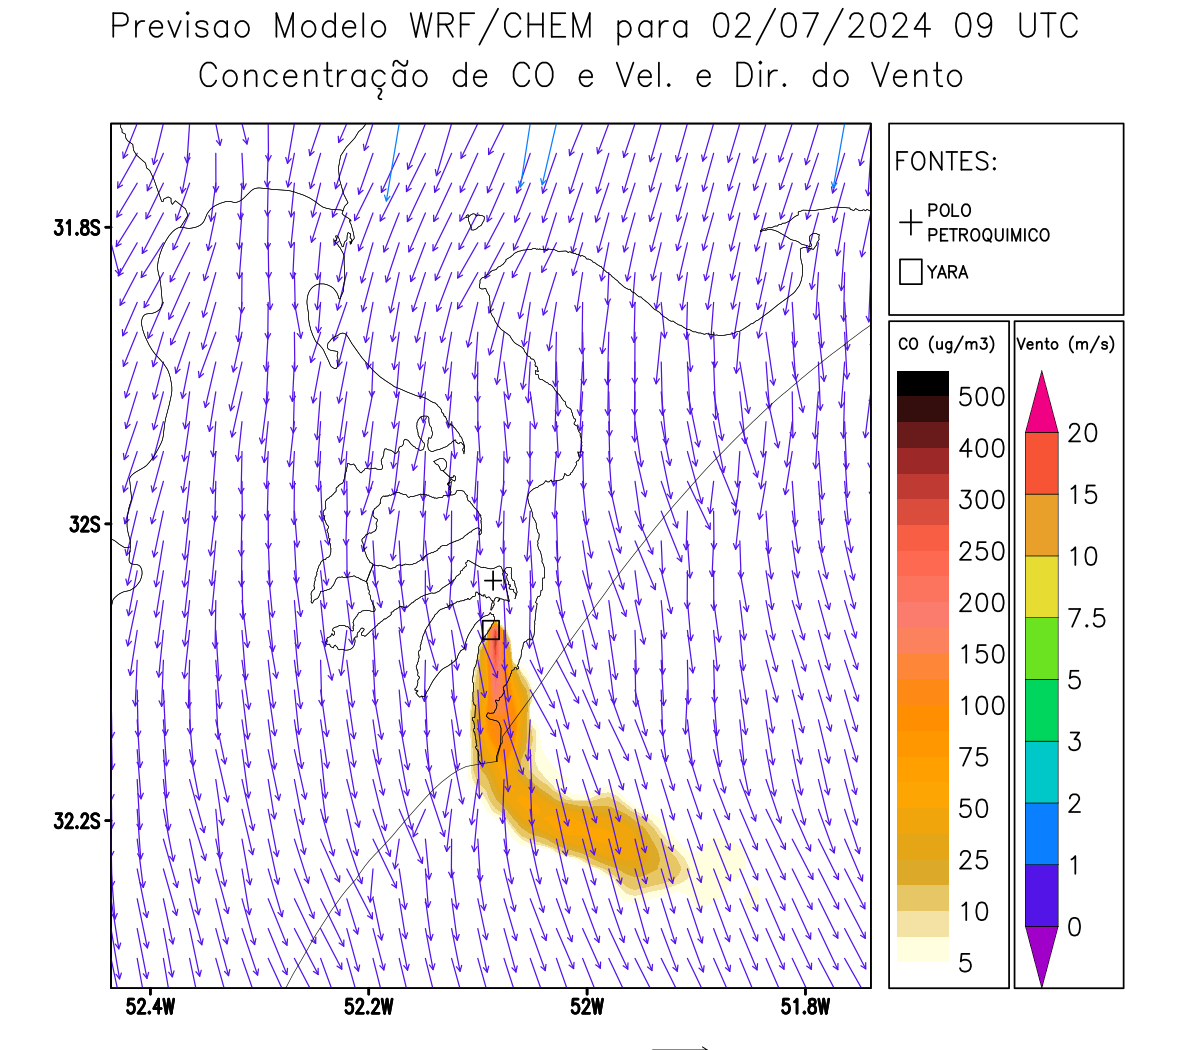 Previsao Modelo WRF/CHEM para 02/07/2024 09 UTC
Concentração de CO e Vel. e Dir. do Vento
FONTES:
POLO
PETROQUIMICO
YARA
CO (ug/m3)
500
400
300
250
200
150
100
75
50
25
10
5
Vento (m/s)
20
15
10
7.5
5
3
2
1
0
31.8S
32S
32.2S
52.4W
52.2W
52W
51.8W